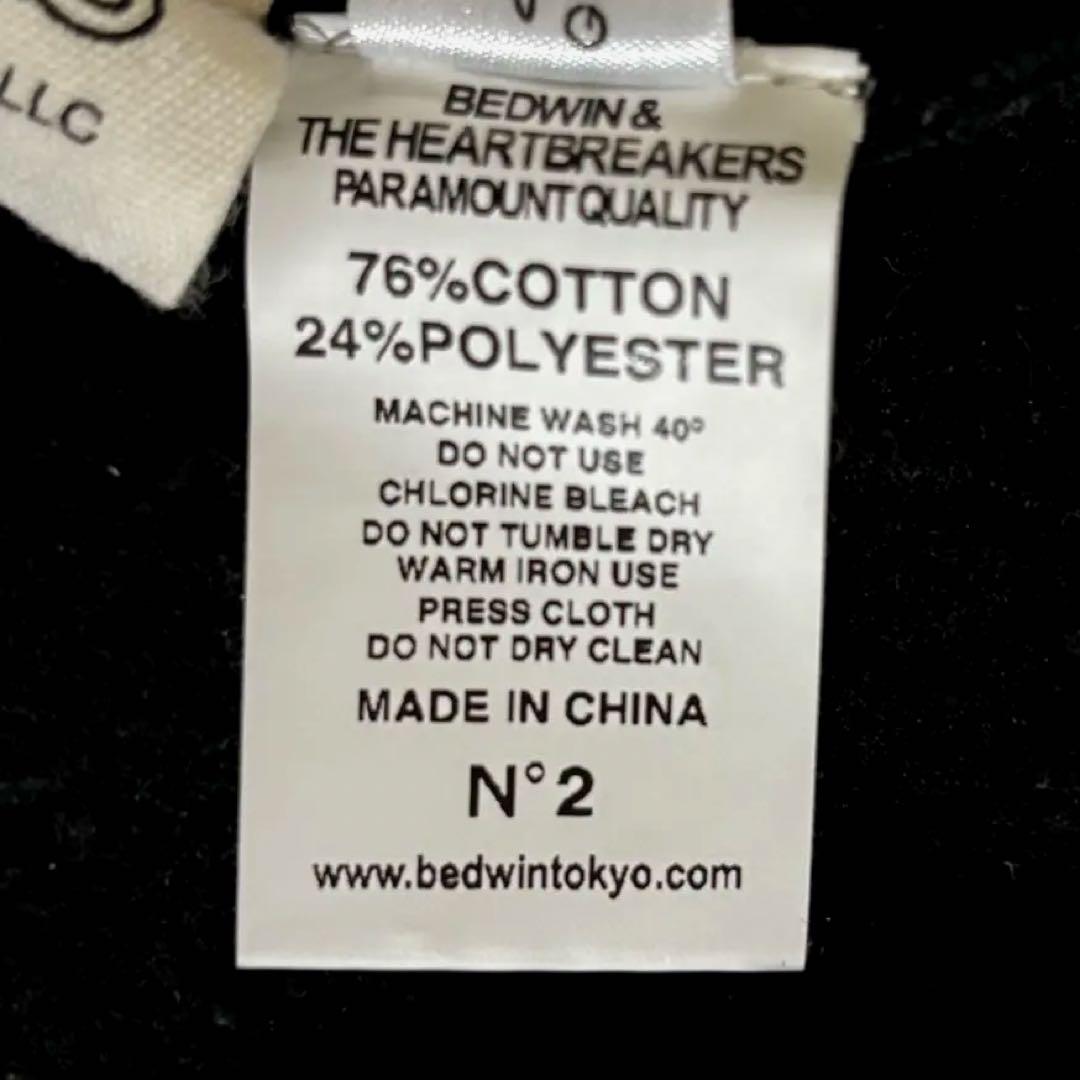 LLC
BEDWIN &
THE HEARTBREAKERS
PARAMOUNT QUALITY
76%COTTON
24%POLYESTER
MACHINE WASH 40°
DO NOT USE
CHLORINE BLEACH
DO NOT TUMBLE DRY
WARM IRON USE
PRESS CLOTH
DO NOT DRY CLEAN
MADE IN CHINA
N°2
www.bedwintokyo.com